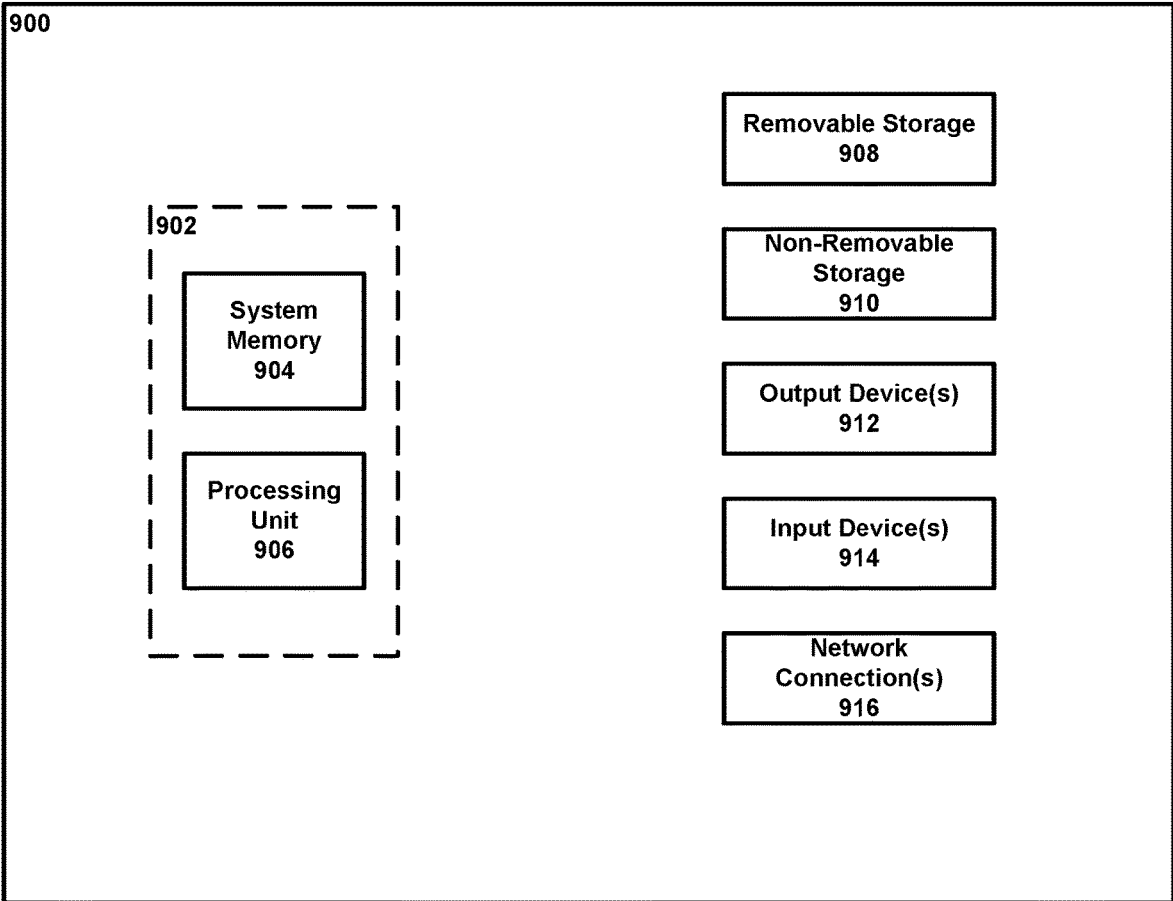 900
902
System
Memory
904
Processing
Unit
906
Removable Storage
908
Non-Removable
Storage
910
Output Device(s)
912
Input Device(s)
914
Network
Connection(s)
916